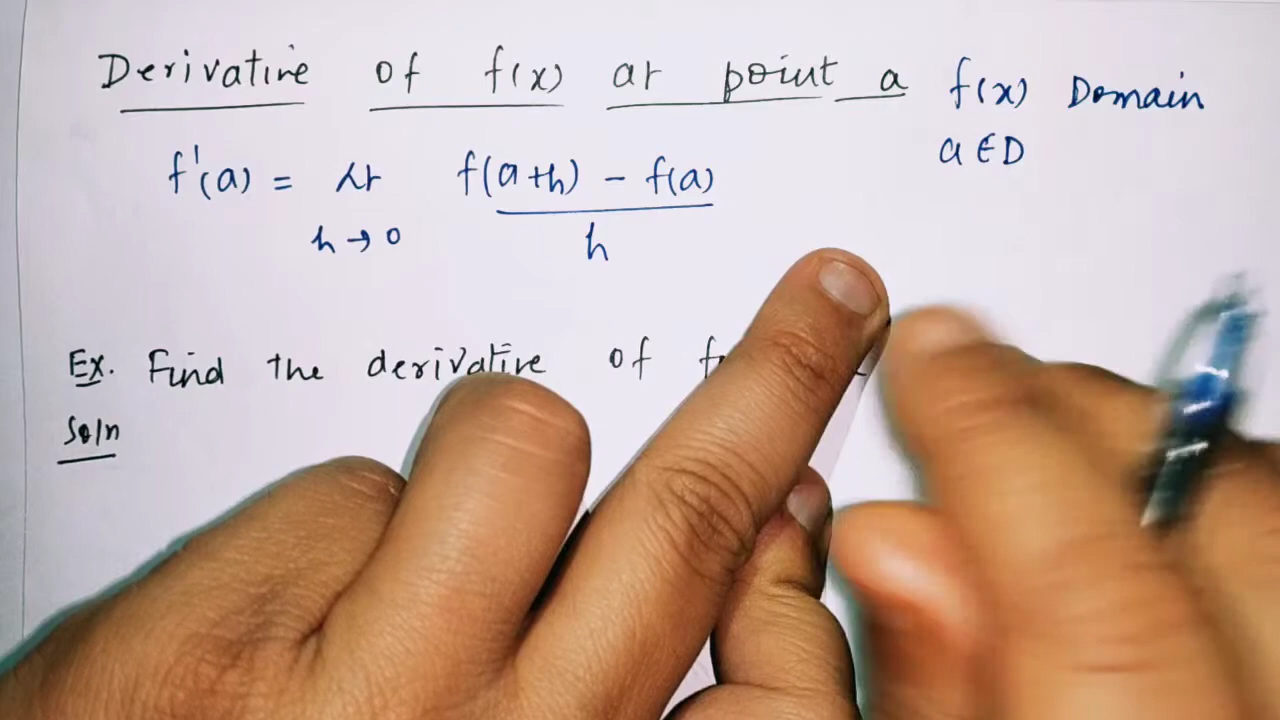 Derivative of f(x) at point a
f(x) Domain
a ∈ D
f'(a) = Lt f(a+h) - f(a)
h → 0 h
Ex. Find the derivative of
Soln